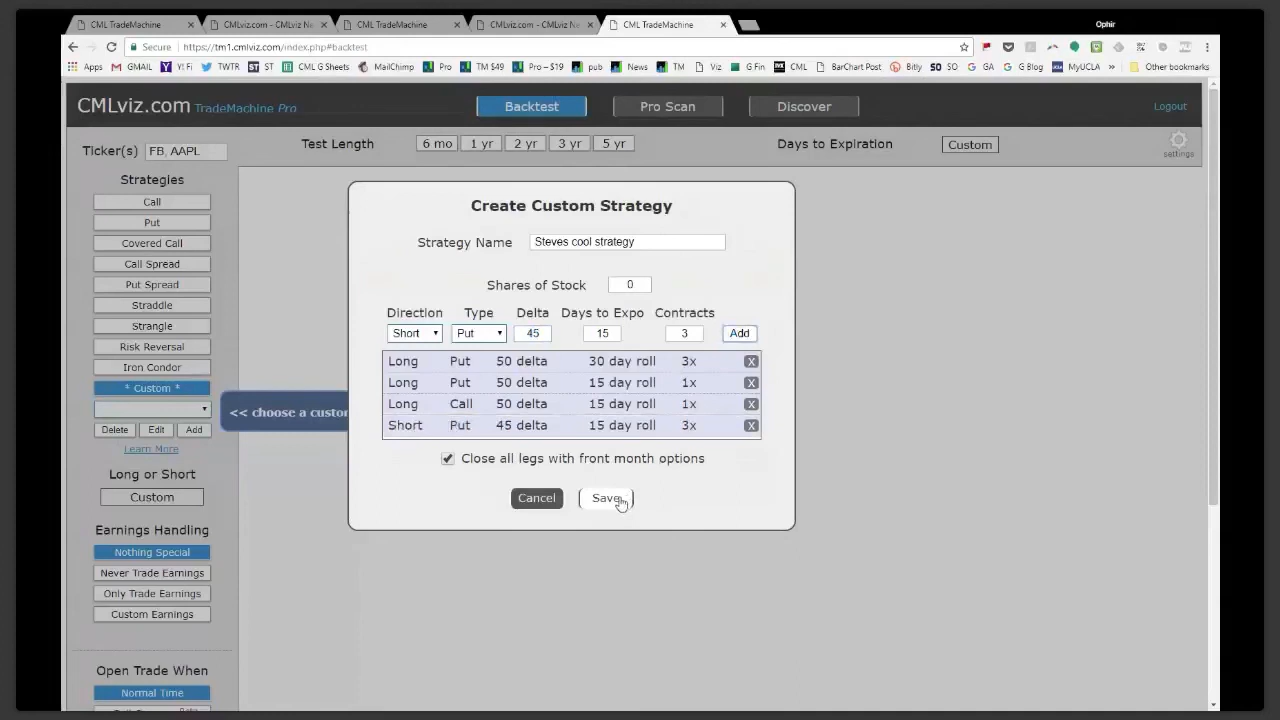 CML TradeMachine
CMLviz.com - CMLviz Ne
CML TradeMachine
CMLviz.com - CMLviz Ne
CML TradeMachine
Ophir
Secure https://tm1.cmlviz.com/index.php#backtest
Apps GMAIL Y! Fi TWTR ST CML G Sheets MailChimp Pro TM $49 Pro – $19 pub News TM Viz G Fin CML BarChart Post Bitly SO GA G Blog MyUCLA » Other bookmarks
CMLviz.com TradeMachine Pro
Backtest
Pro Scan
Discover
Logout
Ticker(s) FB, AAPL
Test Length 6 mo 1 yr 2 yr 3 yr 5 yr
Days to Expiration Custom
settings
Strategies
Call
Put
Covered Call
Call Spread
Put Spread
Straddle
Strangle
Risk Reversal
Iron Condor
* Custom *
<< choose a custom
Delete Edit Add
Learn More
Long or Short
Custom
Earnings Handling
Nothing Special
Never Trade Earnings
Only Trade Earnings
Custom Earnings
Open Trade When
Normal Time
Create Custom Strategy
Strategy Name Steves cool strategy
Shares of Stock 0
Direction Type Delta Days to Expo Contracts
Short Put 45 15 3 Add
Long Put 50 delta 30 day roll 3x X
Long Put 50 delta 15 day roll 1x X
Long Call 50 delta 15 day roll 1x X
Short Put 45 delta 15 day roll 3x X
Close all legs with front month options
Cancel Save